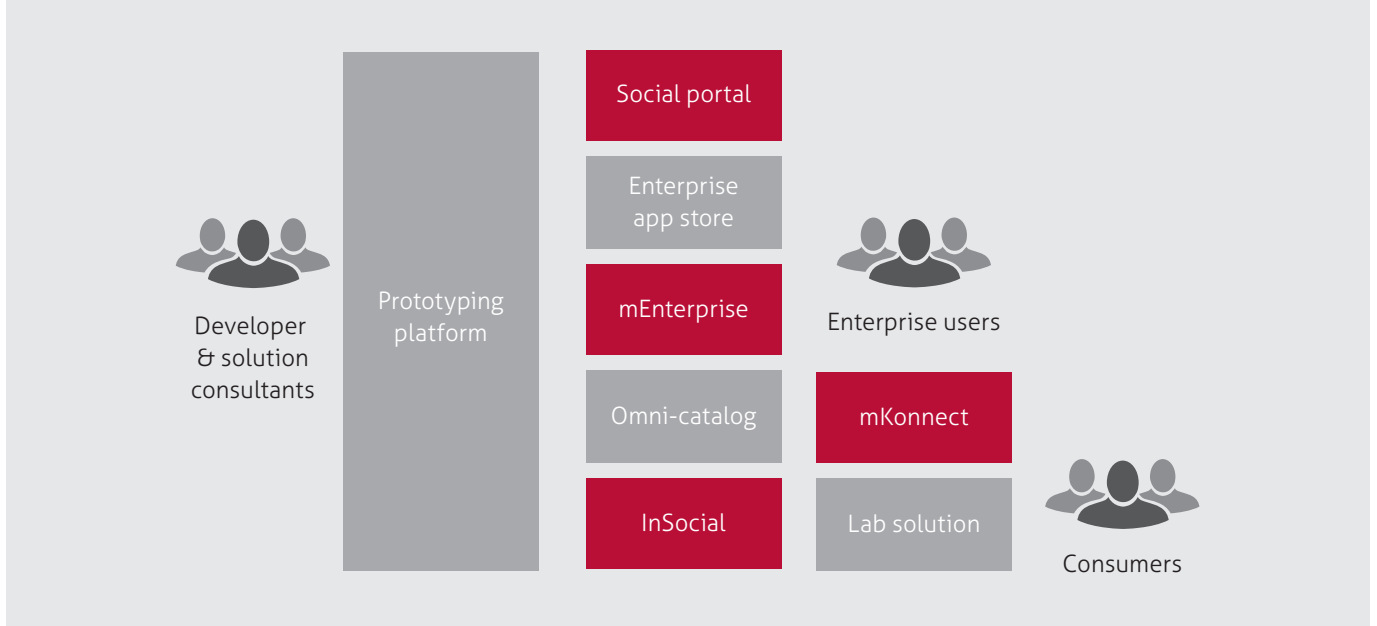 Developer
& solution
consultants
Prototyping
platform
Social portal
Enterprise
app store
mEnterprise
Omni-catalog
InSocial
Enterprise users
mKonnect
Lab solution
Consumers